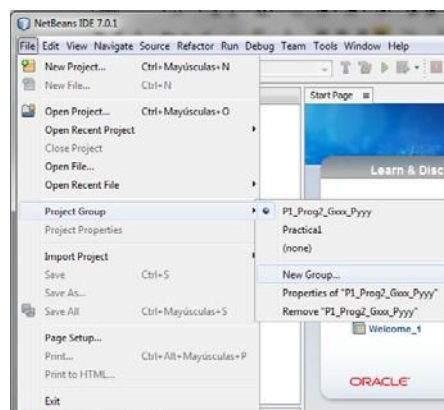 NetBeans IDE 7.0.1
File Edit View Navigate Source Refactor Run Debug Team Tools Window Help
New Project... Ctrl+Mayúsculas+N
New File... Ctrl+N
Open Project... Ctrl+Mayúsculas+O
Open Recent Project
Close Project
Open File...
Open Recent File
Project Group
Project Properties
Import Project
Save Ctrl+S
Save As...
Save All Ctrl+Mayúsculas+S
Page Setup...
Print... Ctrl+Alt+Mayúsculas+P
Print to HTML...
Exit
Start Page
Learn & Disc
P1_Prog2_Gxxx_Pyyy
Practica1
(none)
New Group...
Properties of "P1_Prog2_Gxxx_Pyyy"
Remove "P1_Prog2_Gxxx_Pyyy"
Welcome_1
ORACLE